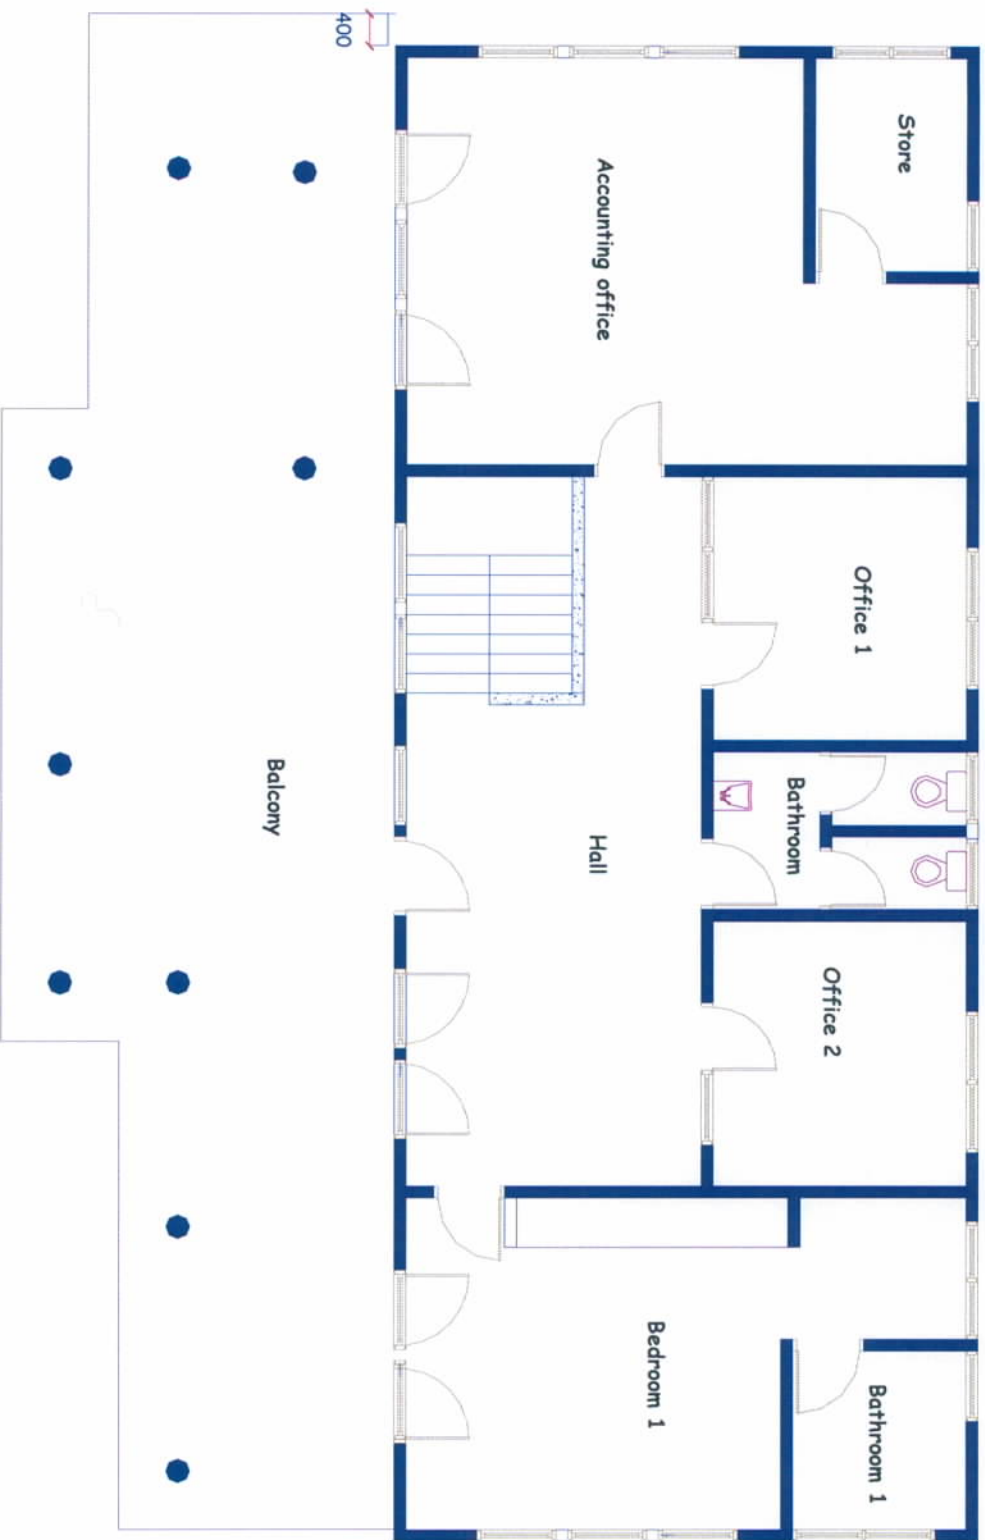 400
Store
Accounting office
Office 1
Bathroom
Hall
Balcony
Office 2
Bedroom 1
Bathroom 1